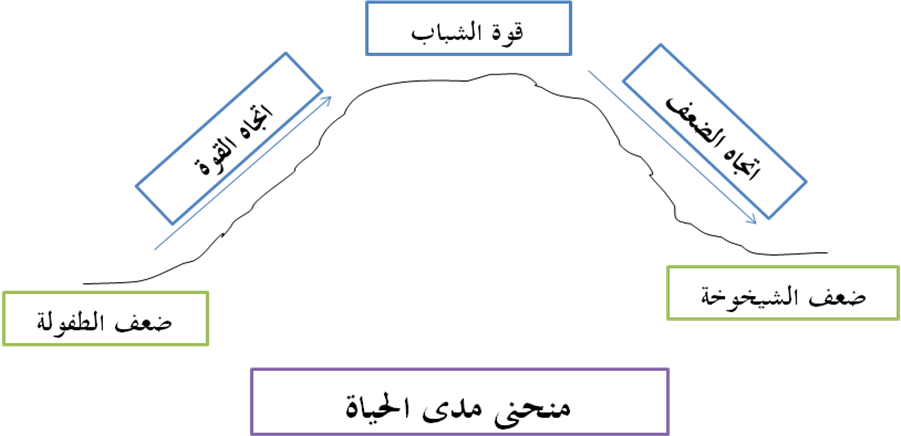 قوة الشباب
اتجاه القوة
اتجاه الضعف
ضعف الطفولة
ضعف الشيخوخة
منحنى مدى الحياة